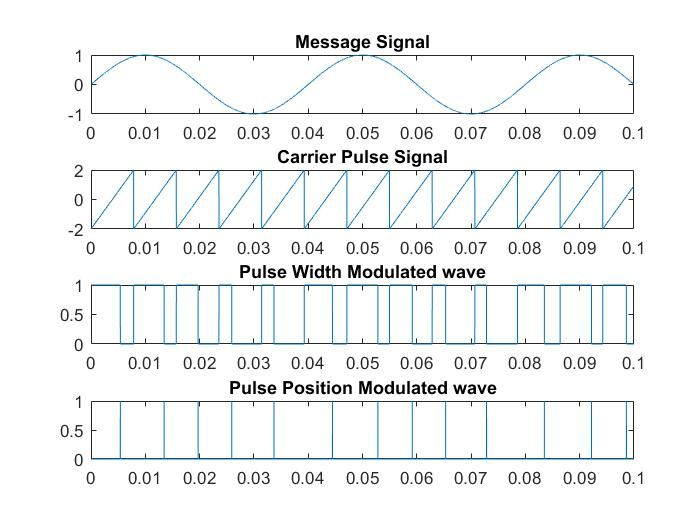 Message Signal
1
0
-1
0 0.01 0.02 0.03 0.04 0.05 0.06 0.07 0.08 0.09 0.1
Carrier Pulse Signal
2
0
-2
0 0.01 0.02 0.03 0.04 0.05 0.06 0.07 0.08 0.09 0.1
Pulse Width Modulated wave
1
0.5
0
0 0.01 0.02 0.03 0.04 0.05 0.06 0.07 0.08 0.09 0.1
Pulse Position Modulated wave
1
0.5
0
0 0.01 0.02 0.03 0.04 0.05 0.06 0.07 0.08 0.09 0.1